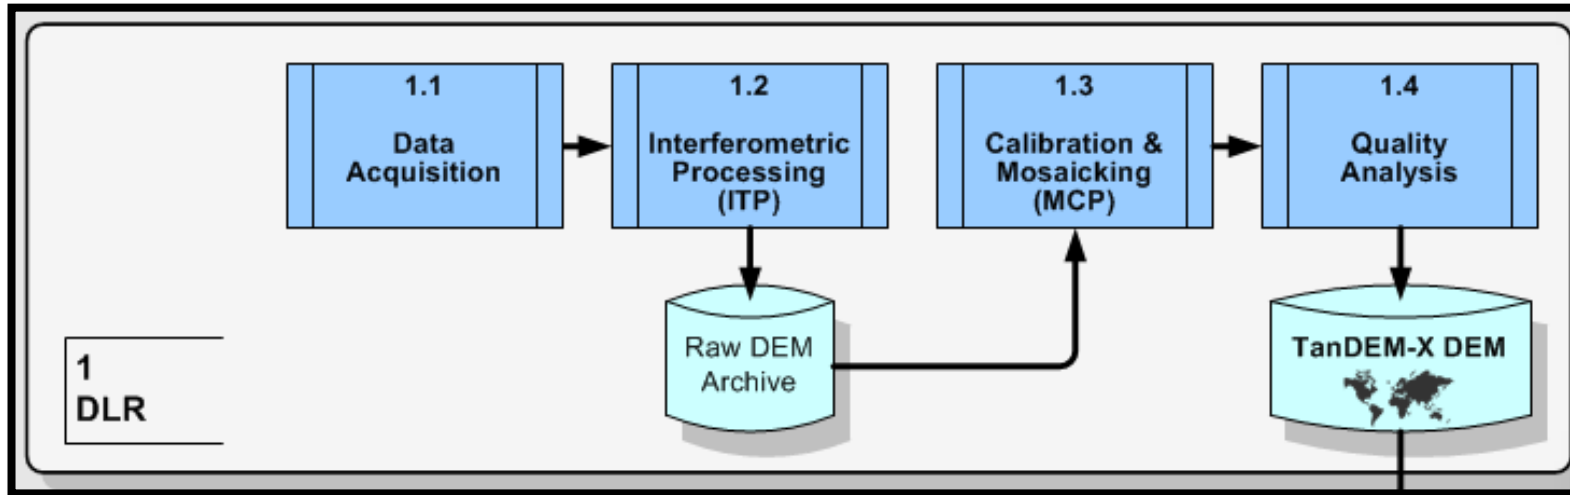 1.1
Data
Acquisition
1.2
Interferometric
Processing
(ITP)
1.3
Calibration &
Mosaicking
(MCP)
1.4
Quality
Analysis
Raw DEM
Archive
TanDEM-X DEM
1
DLR